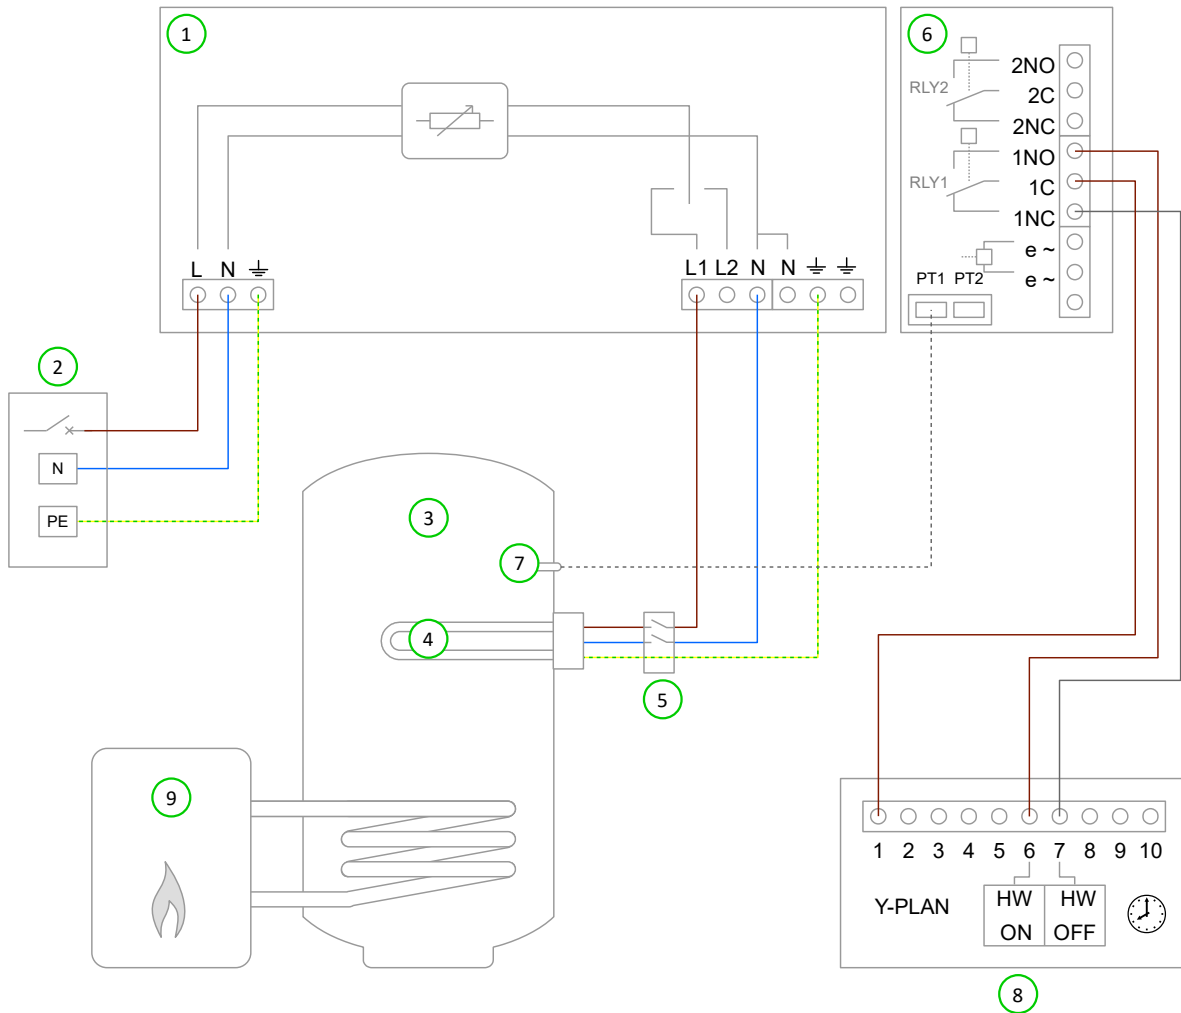 1
6
2NO
RLY2
2C
2NC
1NO
RLY1
1C
1NC
e ~
e ~
PT1 PT2
L N
L1 L2 N N
2
N
PE
3
7
4
5
9
1 2 3 4 5 6 7 8 9 10
Y-PLAN
HW HW
ON OFF
8